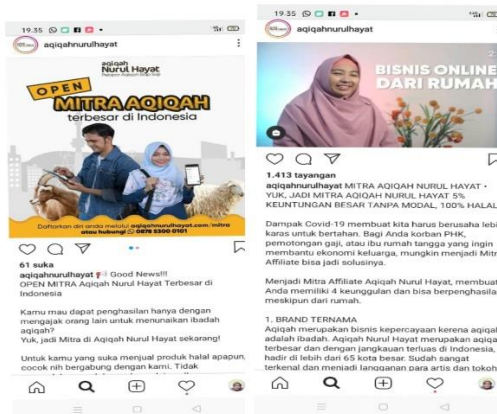 19.35
aqiqahnurulhayat
aqiqah
Nurul Hayat
OPEN
MITRA AQIQAH
terbesar di Indonesia
Daftarkan diri anda melalui aqiqahnurulhayat.com/mitra
atau hubungi 0878 5300 0101
61 suka
aqiqahnurulhayat Good News!!!
OPEN MITRA Aqiqah Nurul Hayat Terbesar di
Indonesia
Kamu mau dapat penghasilan hanya dengan
mengajak orang lain untuk menunaikan ibadah
aqiqah?
Yuk, jadi Mitra di Aqiqah Nurul Hayat sekarang!
Untuk kamu yang suka menjual produk halal apapun,
cocok nih bergabung dengan kami. Tidak
19.35
aqiqahnurulhayat
BISNIS ONLINE
DARI RUMAH
1.413 tayangan
aqiqahnurulhayat MITRA AQIQAH NURUL HAYAT •
YUK, JADI MITRA AQIQAH NURUL HAYAT 5%
KEUNTUNGAN BESAR TANPA MODAL, 100% HALAL
Dampak Covid-19 membuat kita harus berusaha lebi
karas untuk bertahan. Bagi Anda korban PHK,
pemotongan gaji, atau ibu rumah tangga yang ingin
membantu ekonomi keluarga, mungkin menjadi Mitra
Affiliate bisa jadi solusinya.
Menjadi Mitra Affiliate Aqiqah Nurul Hayat, membuat
Anda memiliki 4 keunggulan dan bisa berpenghasila
meskipun dari rumah.
1. BRAND TERNAMA
Aqiqah merupakan bisnis kepercayaan kerena aqiqah
adalah ibadah. Aqiqah Nurul Hayat merupakan aqiqa
terbesar dan dengan jangkauan terluas di Indonesia,
hadir di lebih dari 65 kota besar. Sudah sangat
terkenal dan menjadi langganan para artis dan tokoh